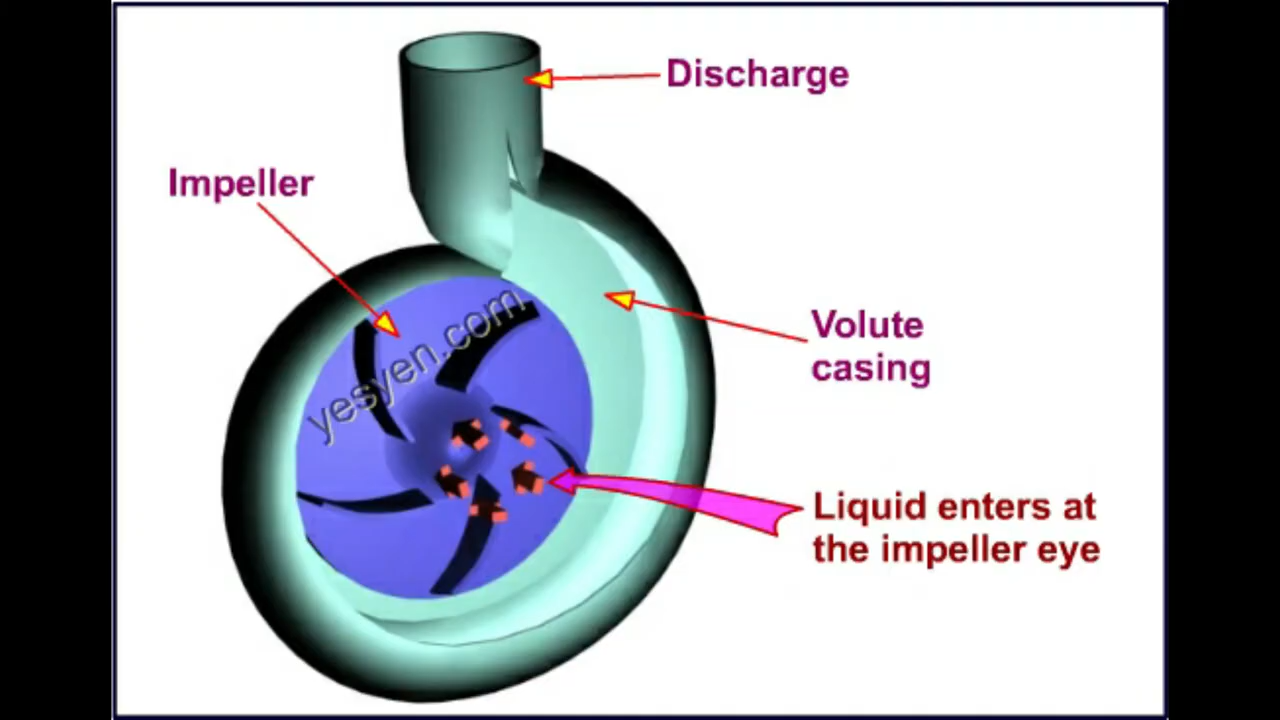 Discharge
Impeller
yesyen.com
Volute
casing
Liquid enters at
the impeller eye